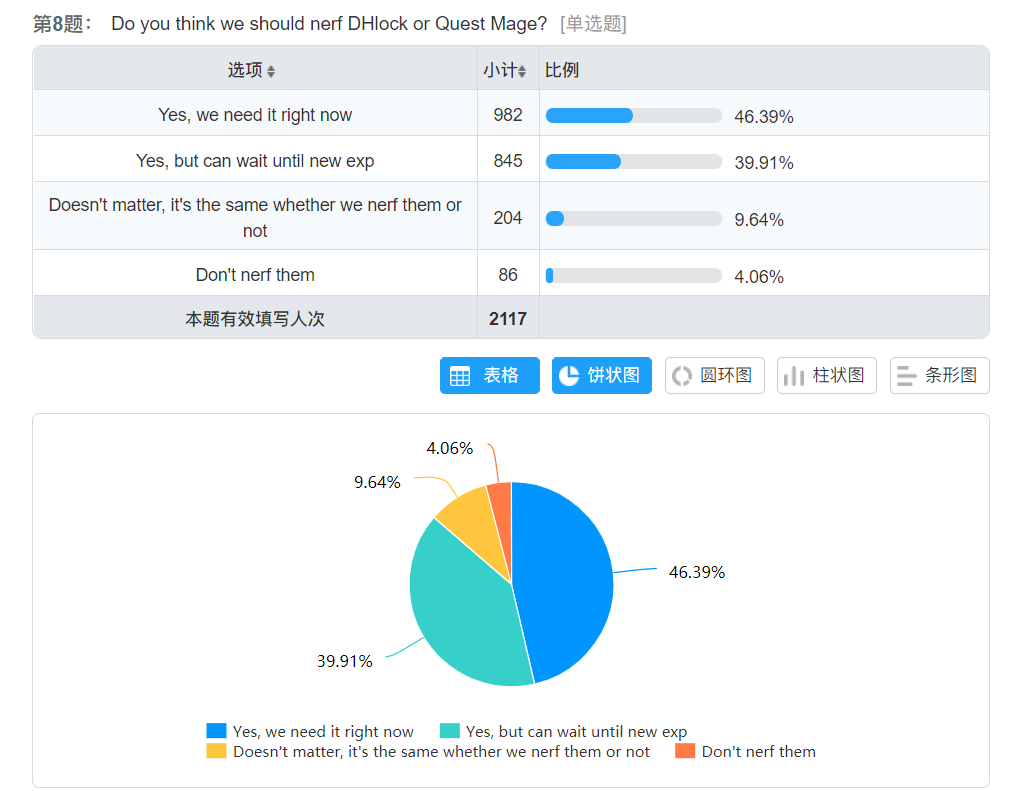 第8题： Do you think we should nerf DHlock or Quest Mage? [单选题]
选项 小计 比例
Yes, we need it right now 982 46.39%
Yes, but can wait until new exp 845 39.91%
Doesn't matter, it's the same whether we nerf them or
not 204 9.64%
Don't nerf them 86 4.06%
本题有效填写人次 2117
表格 饼状图 圆环图 柱状图 条形图
4.06%
9.64%
46.39%
39.91%
Yes, we need it right now Yes, but can wait until new exp
Doesn't matter, it's the same whether we nerf them or not Don't nerf them